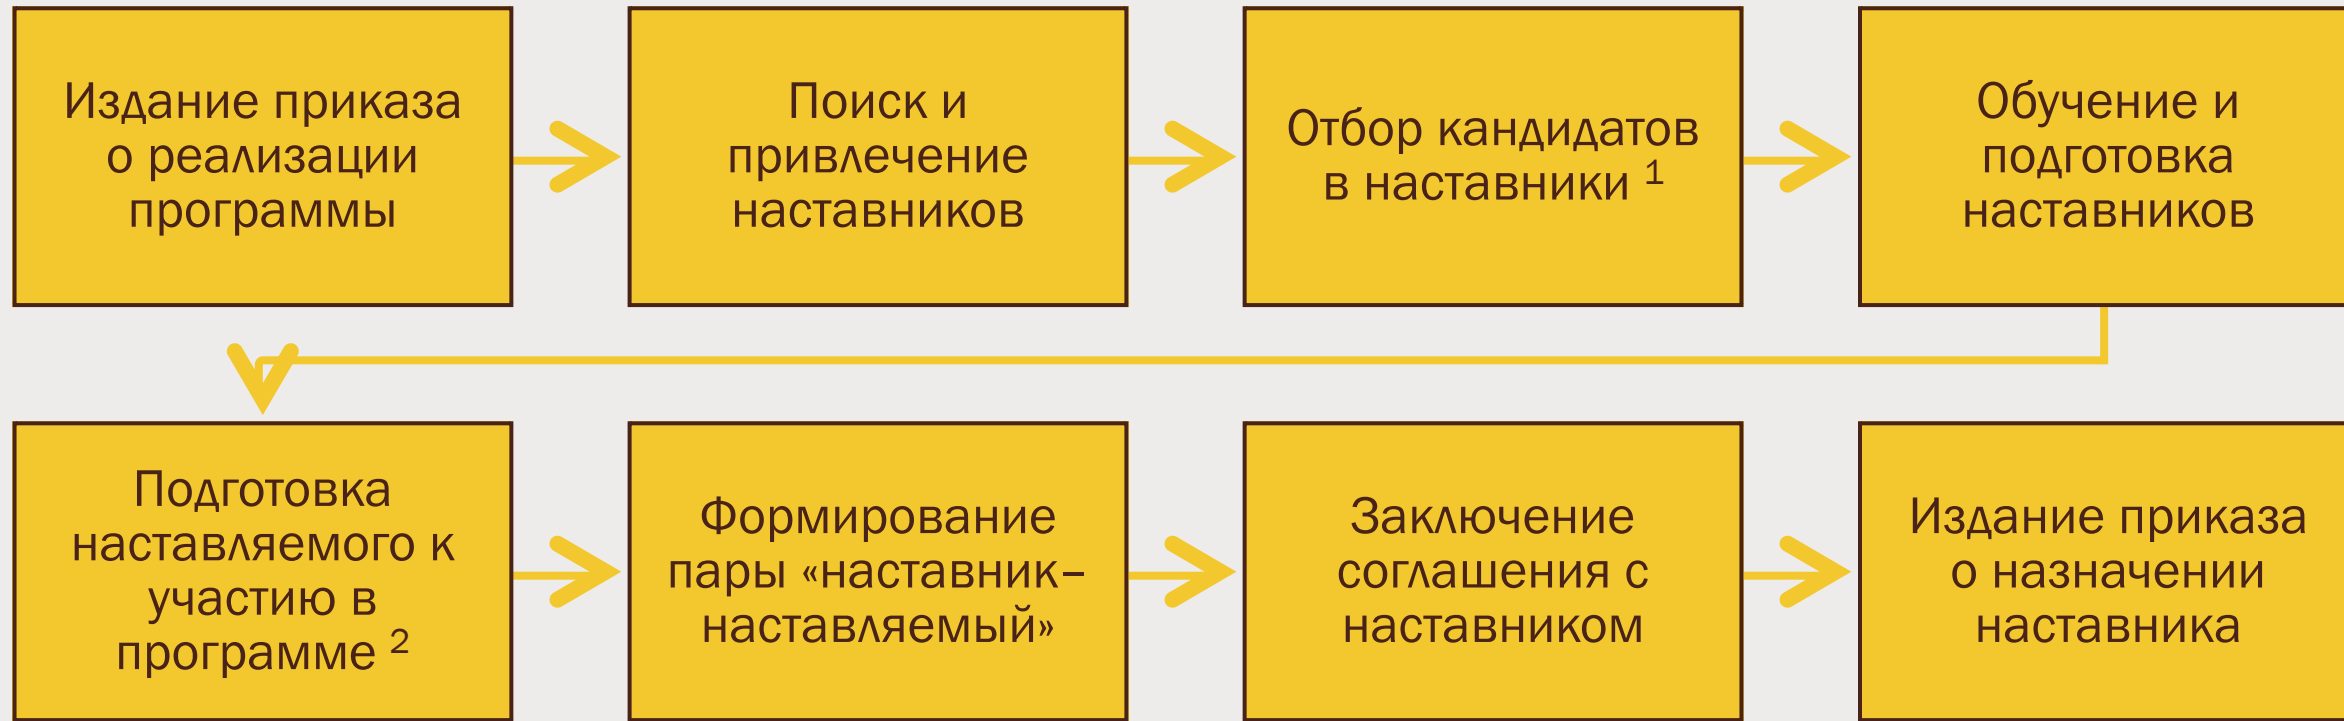 Издание приказа
о реализации
программы
Поиск и
привлечение
наставников
Отбор кандидатов
в наставники 1
Обучение и
подготовка
наставников
Подготовка
наставляемого к
участию в
программе 2
Формирование
пары «наставник–
наставляемый»
Заключение
соглашения с
наставником
Издание приказа
о назначении
наставника